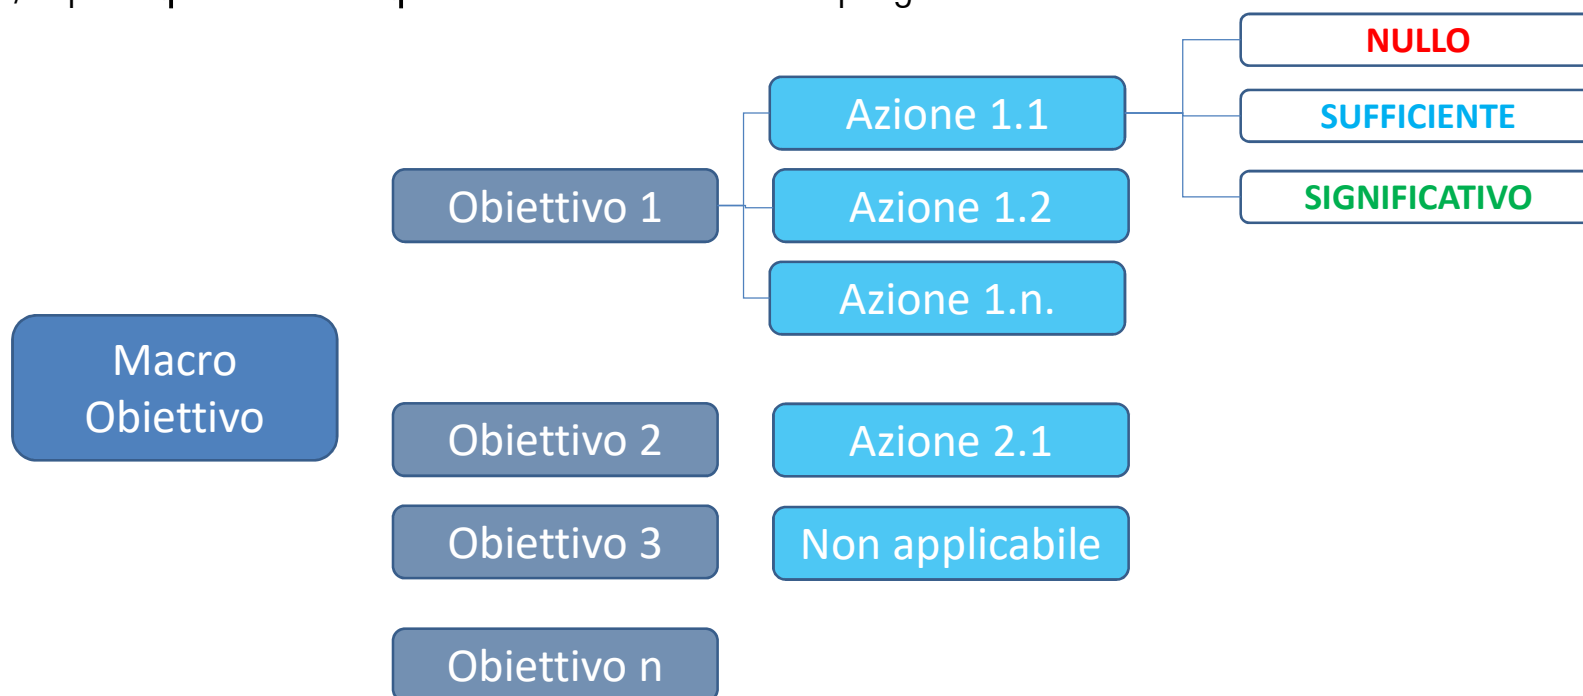 NULLO
Azione 1.1
SUFFICIENTE
Obiettivo 1
Azione 1.2
SIGNIFICATIVO
Azione 1.n.
Macro
Obiettivo
Obiettivo 2
Azione 2.1
Obiettivo 3
Non applicabile
Obiettivo n